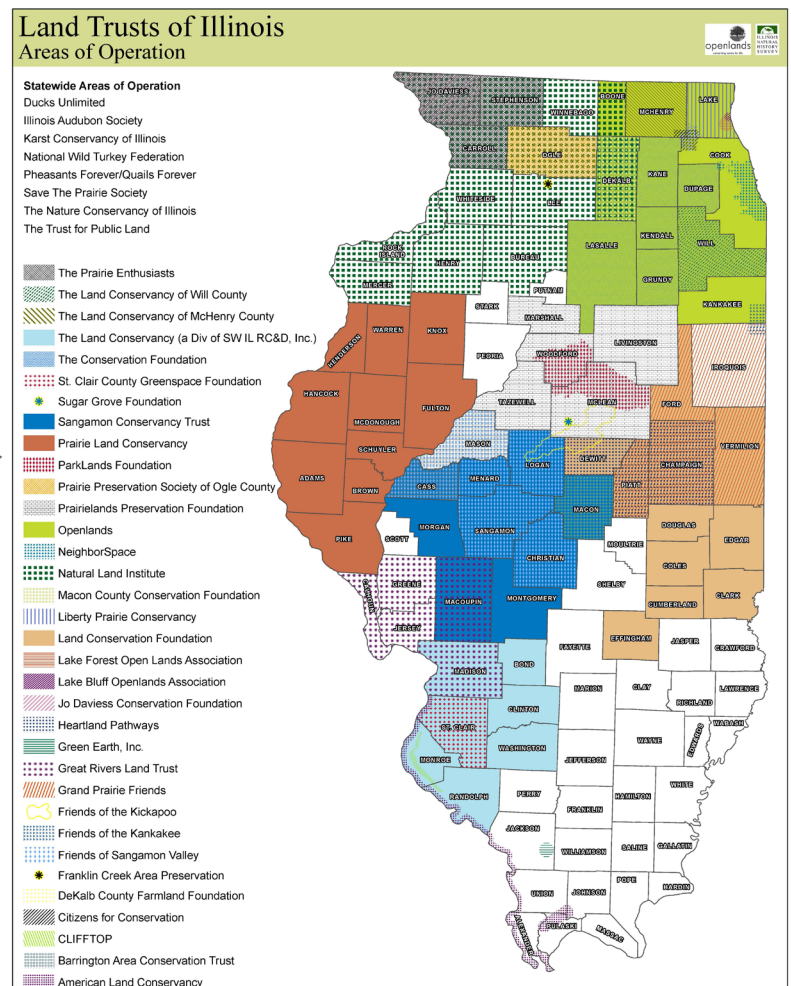 Land Trusts of Illinois
Areas of Operation
openlands
ILLINOIS
NATURAL
HISTORY
SURVEY
Statewide Areas of Operation
Ducks Unlimited
Illinois Audubon Society
Karst Conservancy of Illinois
National Wild Turkey Federation
Pheasants Forever/Quails Forever
Save The Prairie Society
The Nature Conservancy of Illinois
The Trust for Public Land
The Prairie Enthusiasts
The Land Conservancy of Will County
The Land Conservancy of McHenry County
The Land Conservancy (a Div of SW IL RC&D, Inc.)
The Conservation Foundation
St. Clair County Greenspace Foundation
Sugar Grove Foundation
Sangamon Conservancy Trust
Prairie Land Conservancy
ParkLands Foundation
Prairie Preservation Society of Ogle County
Prairielands Preservation Foundation
Openlands
NeighborSpace
Natural Land Institute
Macon County Conservation Foundation
Liberty Prairie Conservancy
Land Conservation Foundation
Lake Forest Open Lands Association
Lake Bluff Openlands Association
Jo Daviess Conservation Foundation
Heartland Pathways
Green Earth, Inc.
Great Rivers Land Trust
Grand Prairie Friends
Friends of the Kickapoo
Friends of the Kankakee
Friends of Sangamon Valley
Franklin Creek Area Preservation
DeKalb County Farmland Foundation
Citizens for Conservation
CLIFFTOP
Barrington Area Conservation Trust
American Land Conservancy
JO DAVIESS
STEPHENSON
WINNEBAGO
BOONE
MCHENRY
LAKE
CARROLL
OGLE
DEKALB
KANE
COOK
DUPAGE
WHITESIDE
LEE
KENDALL
WILL
ROCK
ISLAND
HENRY
BUREAU
LASALLE
GRUNDY
MERCER
PUTNAM
KANKAKEE
STARK
MARSHALL
HENDERSON
WARREN
KNOX
PEORIA
WOODFORD
LIVINGSTON
IROQUOIS
HANCOCK
MCDONOUGH
FULTON
TAZEWELL
MCLEAN
FORD
SCHUYLER
MASON
LOGAN
DEWITT
CHAMPAIGN
VERMILION
ADAMS
BROWN
CASS
MENARD
PIATT
MACON
PIKE
SCOTT
MORGAN
SANGAMON
CHRISTIAN
MOULTRIE
DOUGLAS
EDGAR
COLES
SHELBY
CALHOUN
GREENE
MACOUPIN
MONTGOMERY
CUMBERLAND
CLARK
JERSEY
FAYETTE
EFFINGHAM
JASPER
CRAWFORD
MADISON
BOND
MARION
CLAY
RICHLAND
LAWRENCE
CLINTON
ST. CLAIR
WASHINGTON
WAYNE
EDWARDS
WABASH
MONROE
JEFFERSON
RANDOLPH
PERRY
FRANKLIN
HAMILTON
WHITE
JACKSON
WILLIAMSON
SALINE
GALLATIN
UNION
JOHNSON
POPE
HARDIN
ALEXANDER
PULASKI
MASSAC